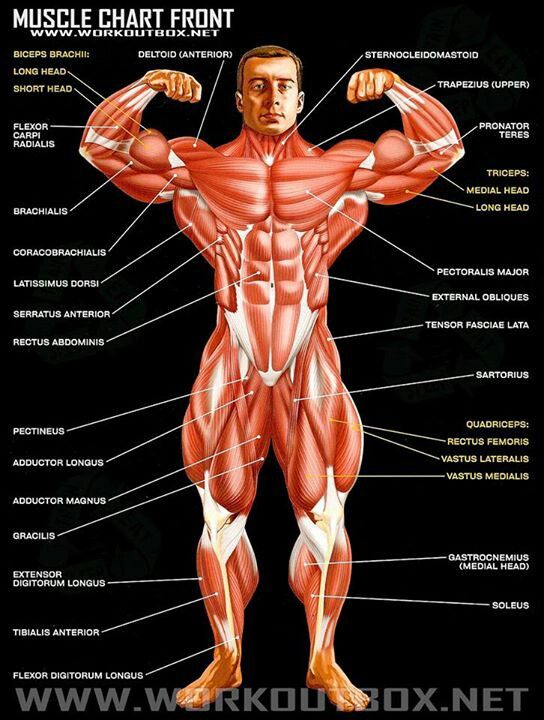 MUSCLE CHART FRONT
WWW.WORKOUTBOX.NET
BICEPS BRACHII:
LONG HEAD
SHORT HEAD
FLEXOR
CARPI
RADIALIS
BRACHIALIS
CORACOBRACHIALIS
LATISSIMUS DORSI
SERRATUS ANTERIOR
RECTUS ABDOMINIS
PECTINEUS
ADDUCTOR LONGUS
ADDUCTOR MAGNUS
GRACILIS
EXTENSOR
DIGITORUM LONGUS
TIBIALIS ANTERIOR
FLEXOR DIGITORUM LONGUS
DELTOID (ANTERIOR)
STERNOCLEIDOMASTOID
TRAPEZIUS (UPPER)
PRONATOR
TERES
TRICEPS:
MEDIAL HEAD
LONG HEAD
PECTORALIS MAJOR
EXTERNAL OBLIQUES
TENSOR FASCIAE LATA
SARTORIUS
QUADRICEPS:
RECTUS FEMORIS
VASTUS LATERALIS
VASTUS MEDIALIS
GASTROCNEMIUS
(MEDIAL HEAD)
SOLEUS
WWW.WORKOUTBOX.NET